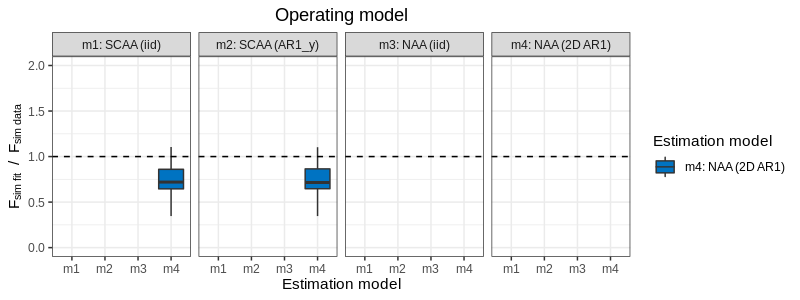 Operating model
m1: SCAA (iid) m2: SCAA (AR1_y) m3: NAA (iid) m4: NAA (2D AR1)
F sim fit / F sim data
2.0
1.5
1.0
0.5
0.0
m1 m2 m3 m4 m1 m2 m3 m4 m1 m2 m3 m4 m1 m2 m3 m4
Estimation model
Estimation model
m4: NAA (2D AR1)